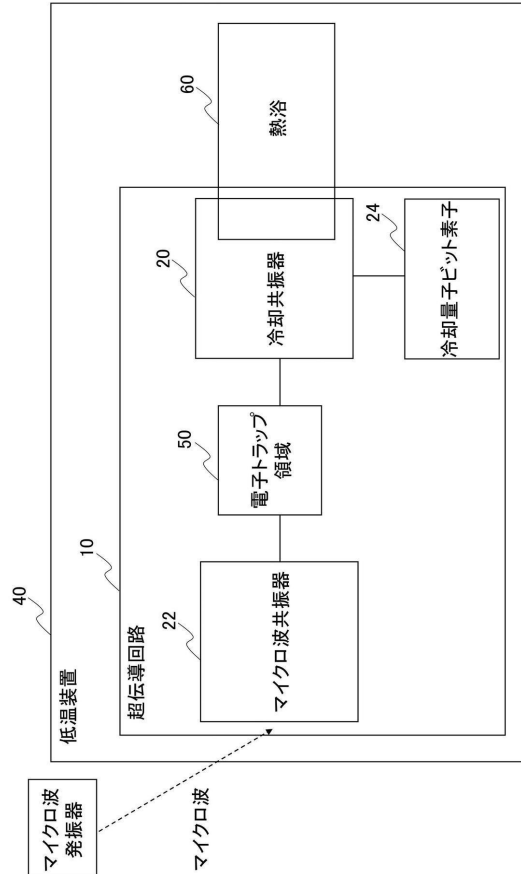 マイクロ波
発振器
マイクロ波
40
低温装置
10
超伝導回路
22
マイクロ波共振器
50
電子トラップ
領域
20
冷却共振器
60
熱浴
24
冷却量子ビット素子